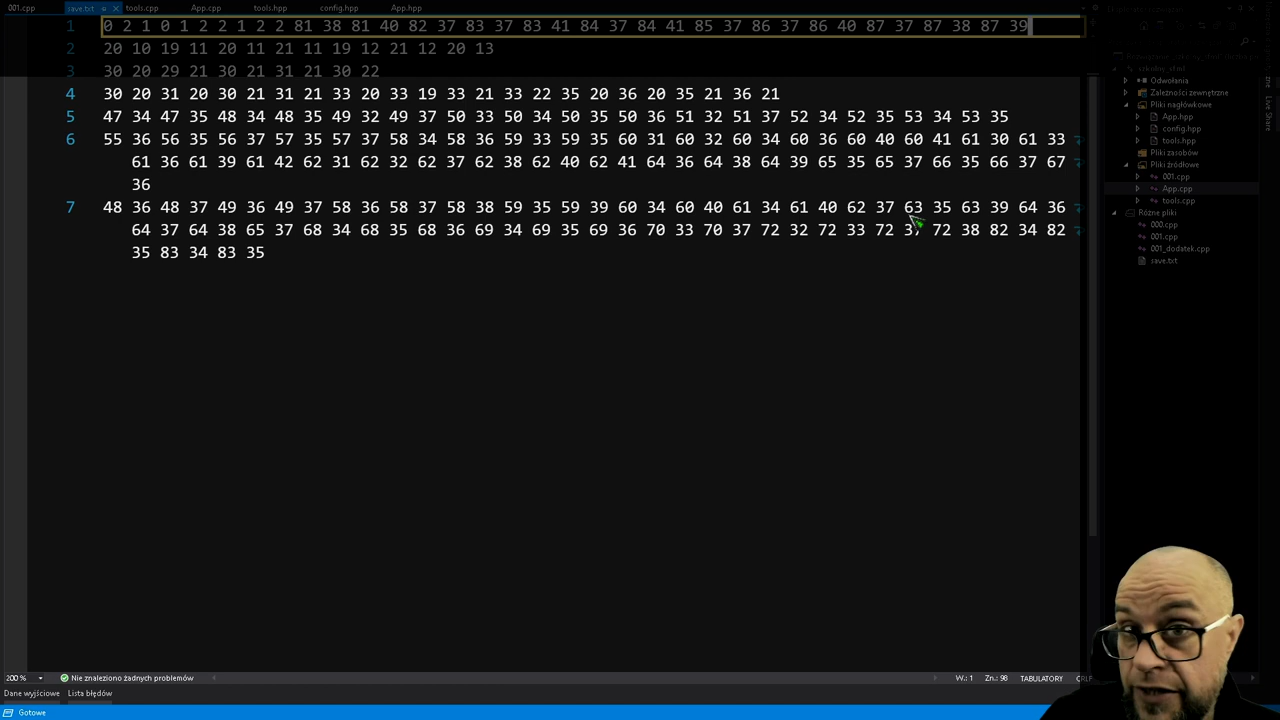 001.cpp save.txt tools.cpp App.cpp tools.hpp config.hpp App.hpp
1 0 2 1 0 1 2 2 1 2 2 81 38 81 40 82 37 83 37 83 41 84 37 84 41 85 37 86 37 86 40 87 37 87 38 87 39
2 20 10 19 11 20 11 21 11 19 12 21 12 20 13
3 30 20 29 21 30 21 31 21 30 22
4 30 20 31 20 30 21 31 21 33 20 33 19 33 21 33 22 35 20 36 20 35 21 36 21
5 47 34 47 35 48 34 48 35 49 32 49 37 50 33 50 34 50 35 50 36 51 32 51 37 52 34 52 35 53 34 53 35
6 55 36 56 35 56 37 57 35 57 37 58 34 58 36 59 33 59 35 60 31 60 32 60 34 60 36 60 40 60 41 61 30 61 33
61 36 61 39 61 42 62 31 62 32 62 37 62 38 62 40 62 41 64 36 64 38 64 39 65 35 65 37 66 35 66 37 67
36
7 48 36 48 37 49 36 49 37 58 36 58 37 58 38 59 35 59 39 60 34 60 40 61 34 61 40 62 37 63 35 63 39 64 36
64 37 64 38 65 37 68 34 68 35 68 36 69 34 69 35 69 36 70 33 70 37 72 32 72 33 72 37 72 38 82 34 82
35 83 34 83 35
Odwołania
Zależności zewnętrzne
Pliki nagłówkowe
App.hpp
config.hpp
tools.hpp
Pliki zasobów
Pliki źródłowe
001.cpp
App.cpp
tools.cpp
Różne pliki
000.cpp
001.cpp
001_dodatek.cpp
save.txt
Live Share
200 % Nie znaleziono żadnych problemów W.: 1 Zn.: 98 TABULATORY CRLF
Dane wyjściowe Lista błędów
Gotowe